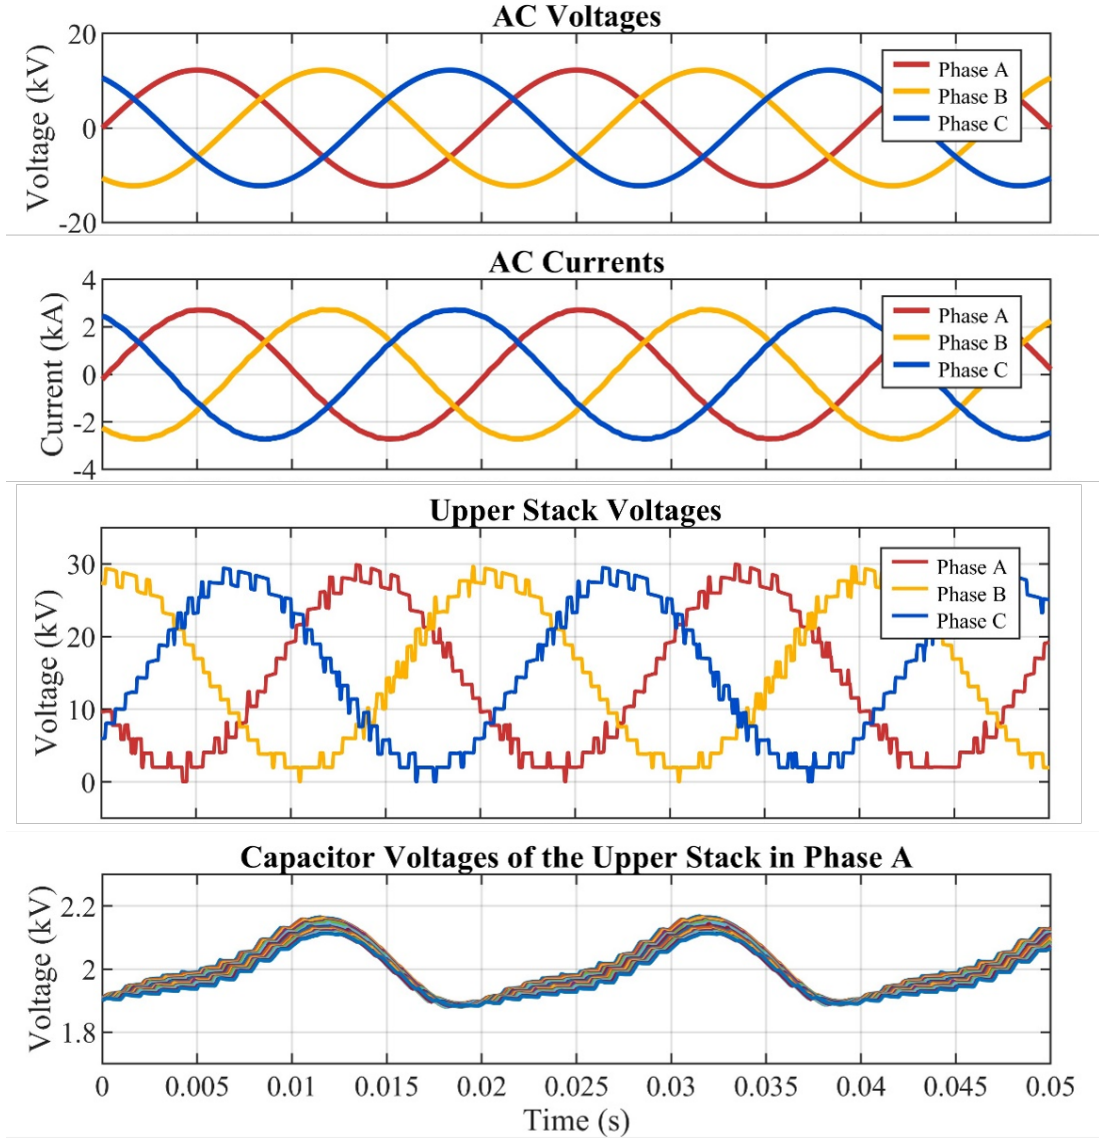 AC Voltages
Voltage (kV)
20
0
-20
Phase A
Phase B
Phase C
AC Currents
Current (kA)
4
2
0
-2
-4
Phase A
Phase B
Phase C
Upper Stack Voltages
Voltage (kV)
30
20
10
0
Phase A
Phase B
Phase C
Capacitor Voltages of the Upper Stack in Phase A
Voltage (kV)
2.2
2
1.8
0 0.005 0.01 0.015 0.02 0.025 0.03 0.035 0.04 0.045 0.05
Time (s)